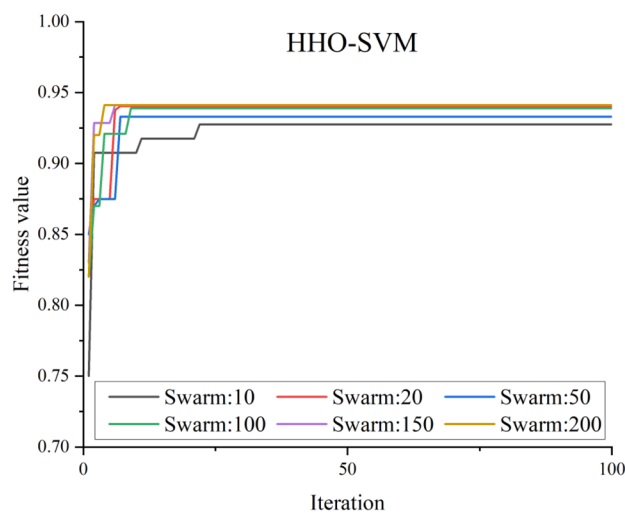 HHO-SVM
1.00
0.95
0.90
0.85
0.80
0.75
0.70
Fitness value
Swarm:10 Swarm:20 Swarm:50
Swarm:100 Swarm:150 Swarm:200
0 50 100
Iteration